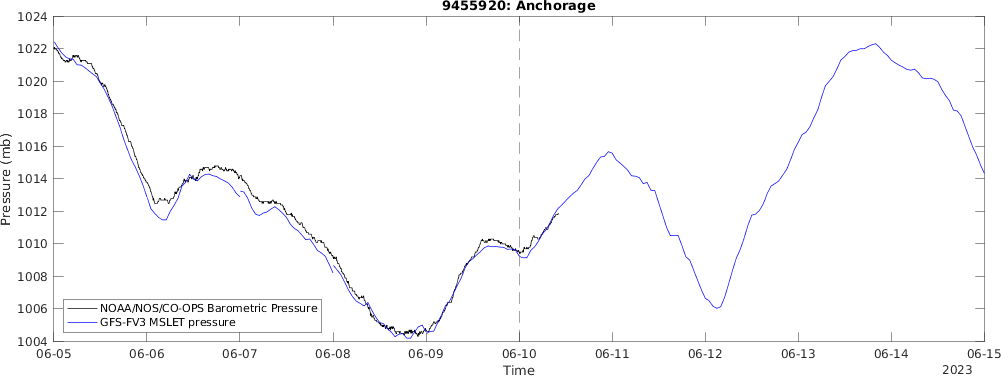 9455920: Anchorage
1024
1022
1020
1018
1016
1014
1012
1010
1008
1006
1004
Pressure (mb)
NOAA/NOS/CO-OPS Barometric Pressure
GFS-FV3 MSLET pressure
06-05 06-06 06-07 06-08 06-09 06-10 06-11 06-12 06-13 06-14 06-15
Time
2023